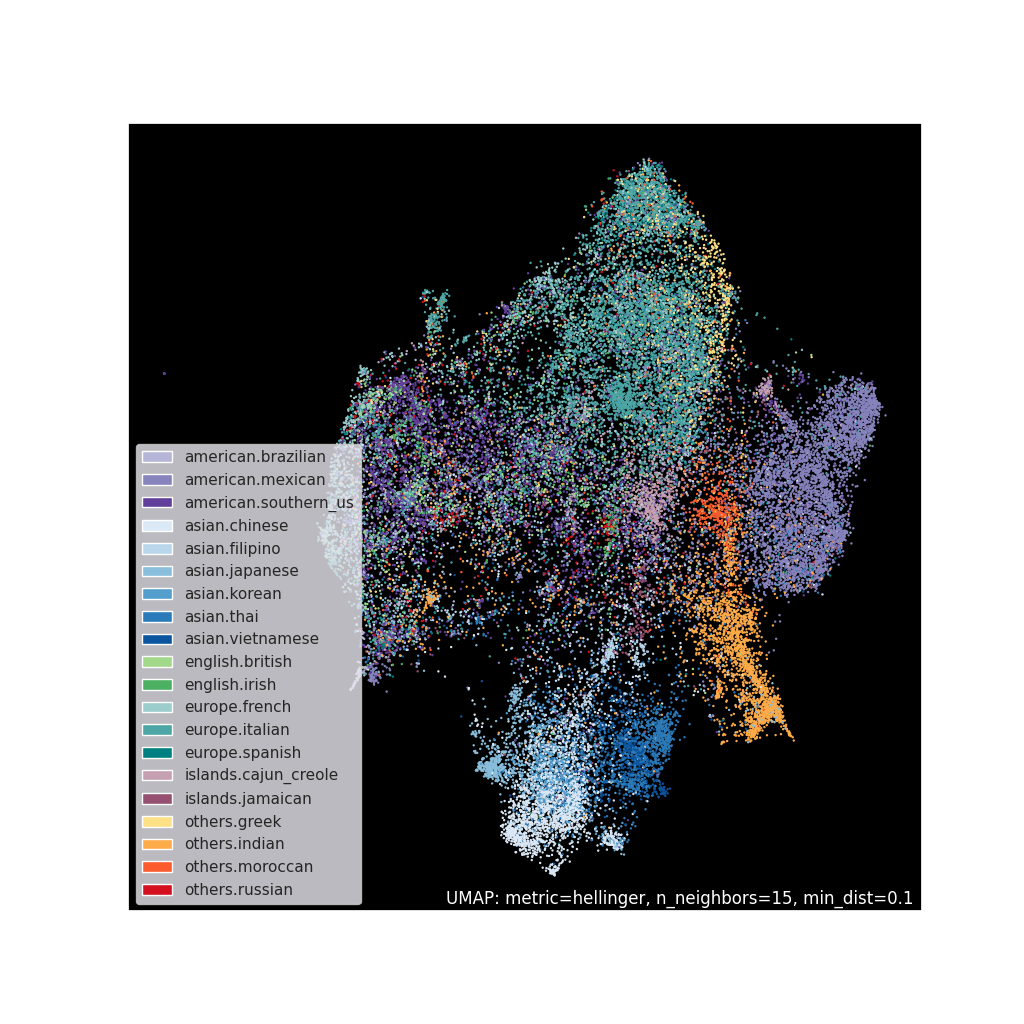 american.brazilian
american.mexican
american.southern_us
asian.chinese
asian.filipino
asian.japanese
asian.korean
asian.thai
asian.vietnamese
english.british
english.irish
europe.french
europe.italian
europe.spanish
islands.cajun_creole
islands.jamaican
others.greek
others.indian
others.moroccan
others.russian
UMAP: metric=hellinger, n_neighbors=15, min_dist=0.1